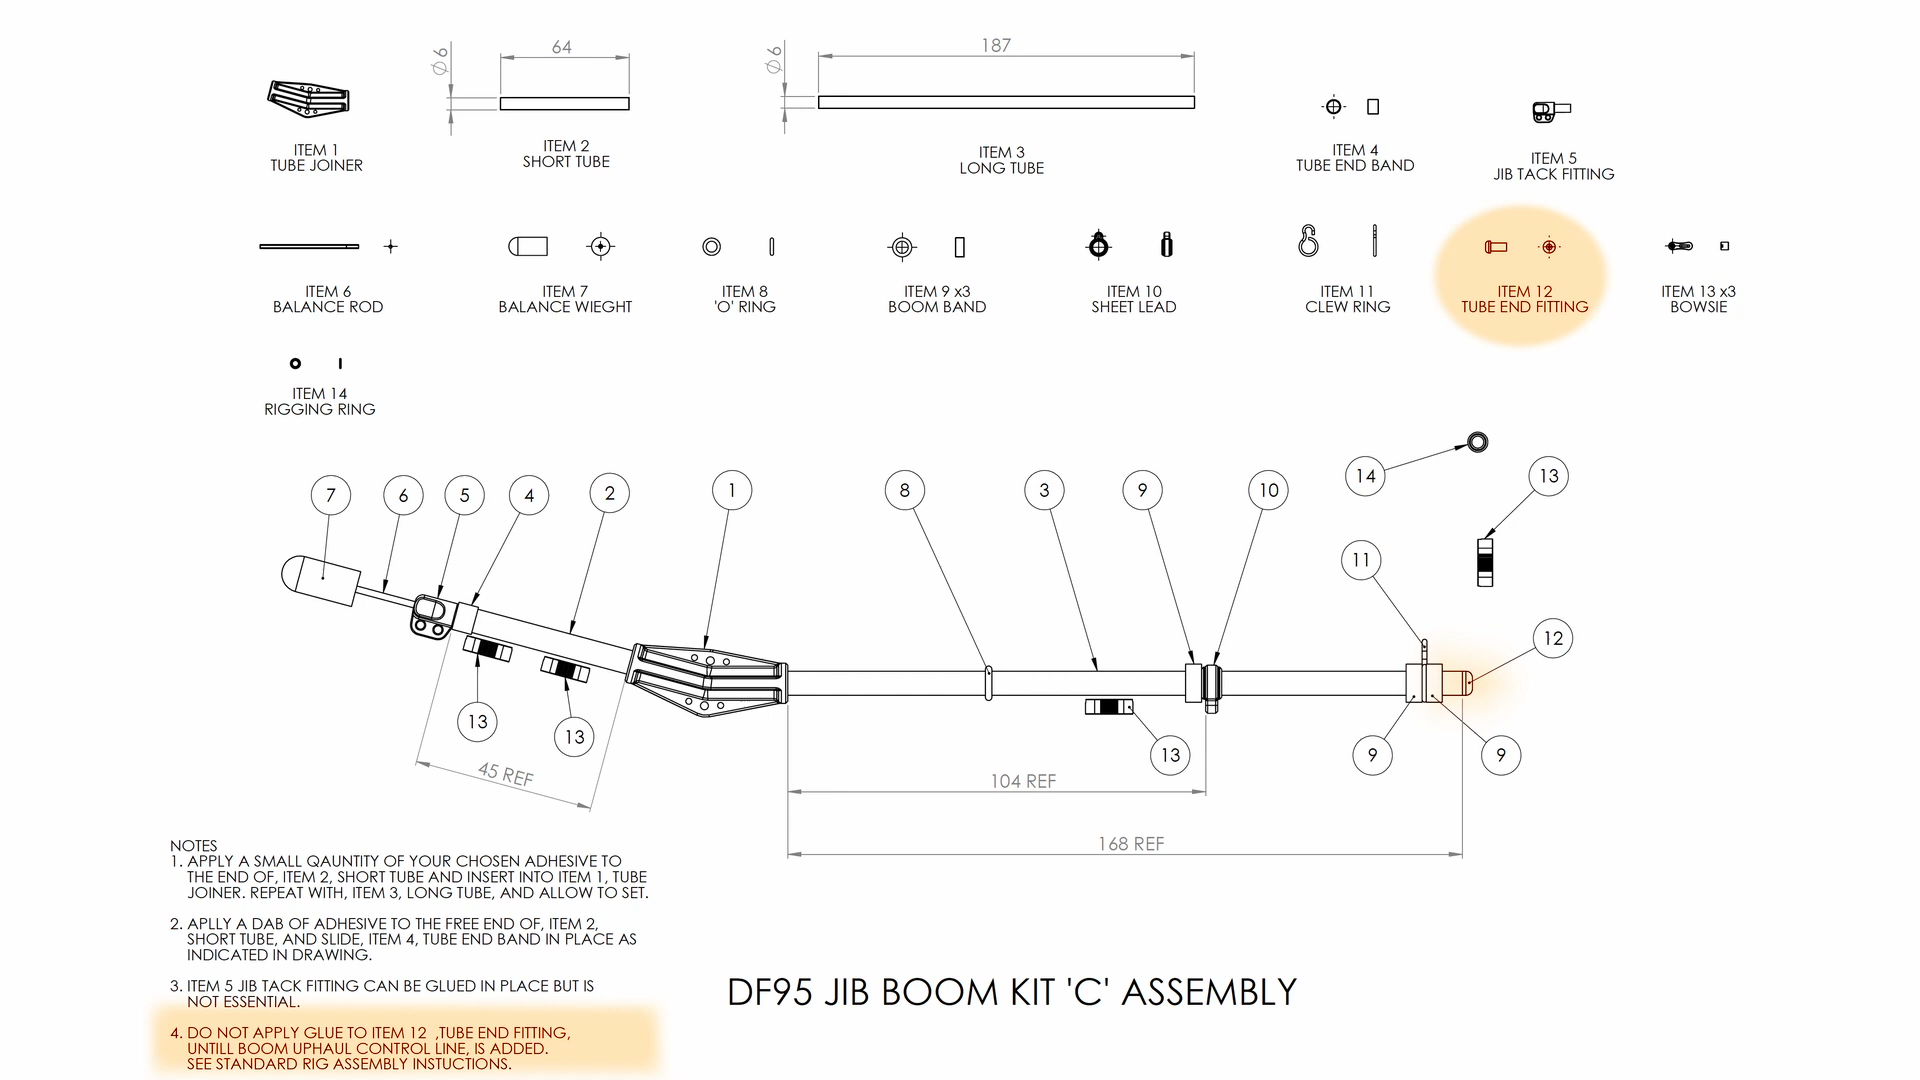 ⌀ 6
64
⌀ 6
187
ITEM 1
TUBE JOINER
ITEM 2
SHORT TUBE
ITEM 3
LONG TUBE
ITEM 4
TUBE END BAND
ITEM 5
JIB TACK FITTING
ITEM 6
BALANCE ROD
ITEM 7
BALANCE WIEGHT
ITEM 8
'O' RING
ITEM 9 x3
BOOM BAND
ITEM 10
SHEET LEAD
ITEM 11
CLEW RING
ITEM 12
TUBE END FITTING
ITEM 13 x3
BOWSIE
ITEM 14
RIGGING RING
7
6
5
4
2
1
8
3
9
10
14
13
11
12
13
13
13
9
9
45 REF
104 REF
168 REF
NOTES
1. APPLY A SMALL QAUNTITY OF YOUR CHOSEN ADHESIVE TO
THE END OF, ITEM 2, SHORT TUBE AND INSERT INTO ITEM 1, TUBE
JOINER. REPEAT WITH, ITEM 3, LONG TUBE, AND ALLOW TO SET.
2. APLLY A DAB OF ADHESIVE TO THE FREE END OF, ITEM 2,
SHORT TUBE, AND SLIDE, ITEM 4, TUBE END BAND IN PLACE AS
INDICATED IN DRAWING.
3. ITEM 5 JIB TACK FITTING CAN BE GLUED IN PLACE BUT IS
NOT ESSENTIAL.
4. DO NOT APPLY GLUE TO ITEM 12 ,TUBE END FITTING,
UNTILL BOOM UPHAUL CONTROL LINE, IS ADDED.
SEE STANDARD RIG ASSEMBLY INSTUCTIONS.
DF95 JIB BOOM KIT 'C' ASSEMBLY